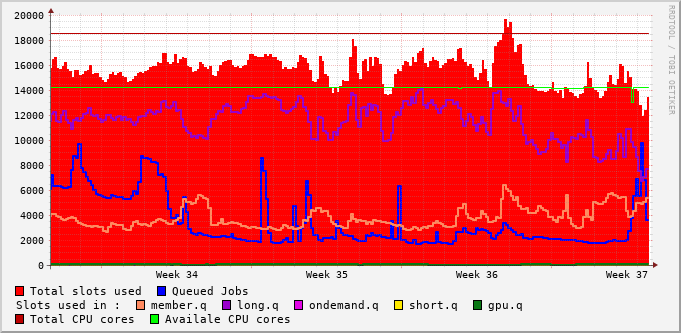 20000
18000
16000
14000
12000
10000
8000
6000
4000
2000
0
Week 34 Week 35 Week 36 Week 37
RRDTOOL / TOBI OETIKER
Total slots used Queued Jobs
Slots used in : member.q long.q ondemand.q short.q gpu.q
Total CPU cores Availale CPU cores